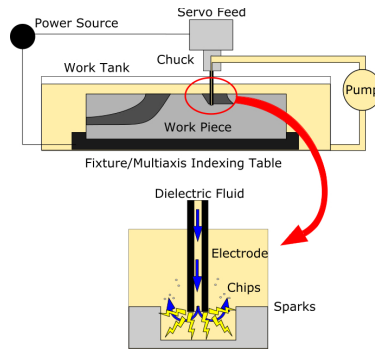 Servo Feed
Power Source
Chuck
Work Tank
Pump
Work Piece
Fixture/Multiaxis Indexing Table
Dielectric Fluid
Electrode
Chips
Sparks